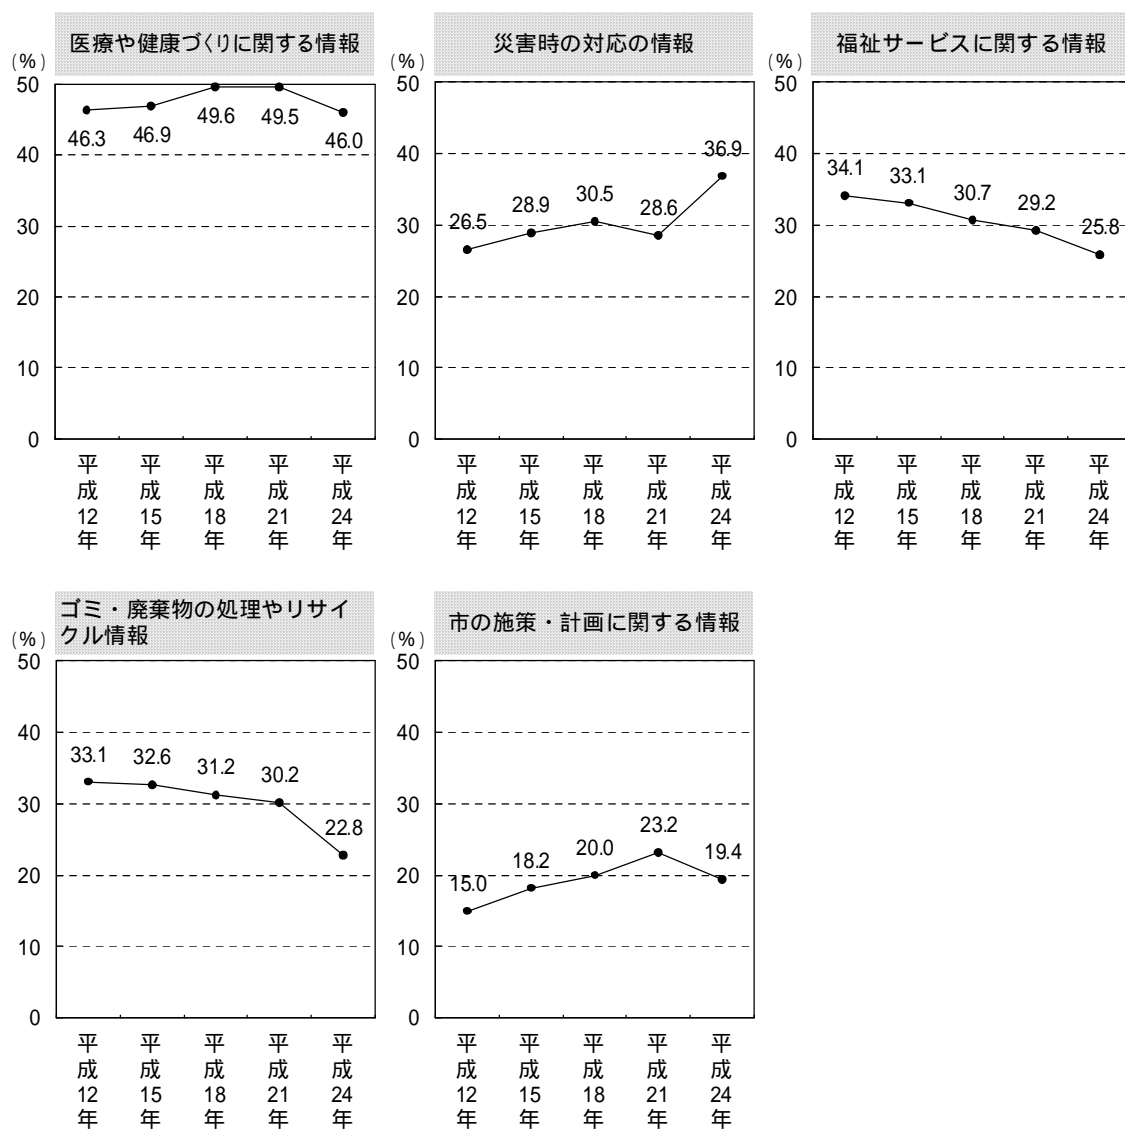 医療や健康づくりに関する情報
(%)
50
40
30
20
10
0
46.3
46.9
49.6
49.5
46.0
平成12年
平成15年
平成18年
平成21年
平成24年
災害時の対応の情報
(%)
50
40
30
20
10
0
26.5
28.9
30.5
28.6
36.9
平成12年
平成15年
平成18年
平成21年
平成24年
福祉サービスに関する情報
(%)
50
40
30
20
10
0
34.1
33.1
30.7
29.2
25.8
平成12年
平成15年
平成18年
平成21年
平成24年
ゴミ・廃棄物の処理やリサイ
クル情報
(%)
50
40
30
20
10
0
33.1
32.6
31.2
30.2
22.8
平成12年
平成15年
平成18年
平成21年
平成24年
市の施策・計画に関する情報
(%)
50
40
30
20
10
0
15.0
18.2
20.0
23.2
19.4
平成12年
平成15年
平成18年
平成21年
平成24年